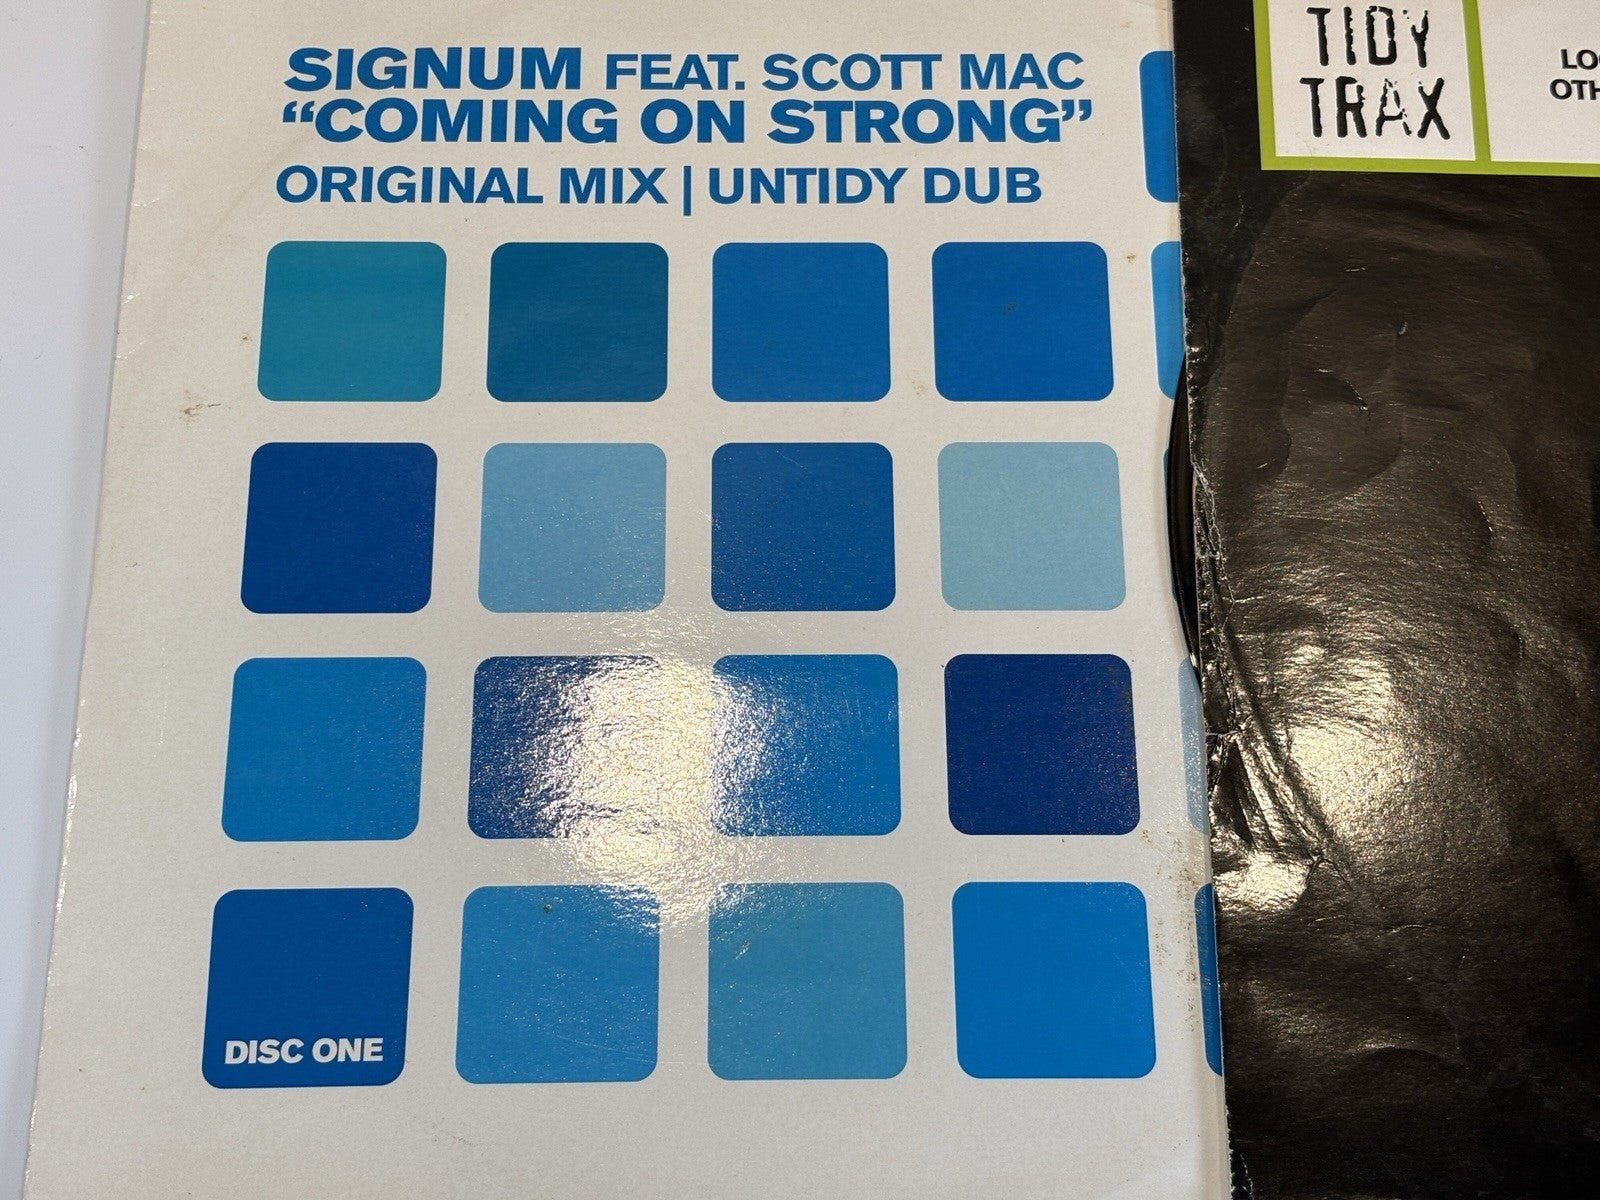 SIGNUM FEAT. SCOTT MAC
“COMING ON STRONG”
ORIGINAL MIX | UNTIDY DUB
DISC ONE
TIDY
TRAX